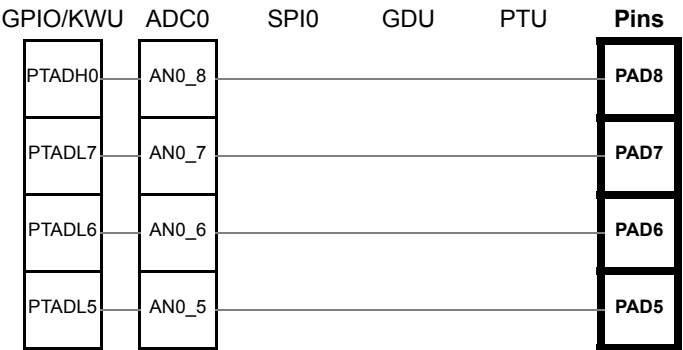 GPIO/KWU ADC0 SPI0 GDU PTU Pins
PTADH0 AN0_8 PAD8
PTADL7 AN0_7 PAD7
PTADL6 AN0_6 PAD6
PTADL5 AN0_5 PAD5